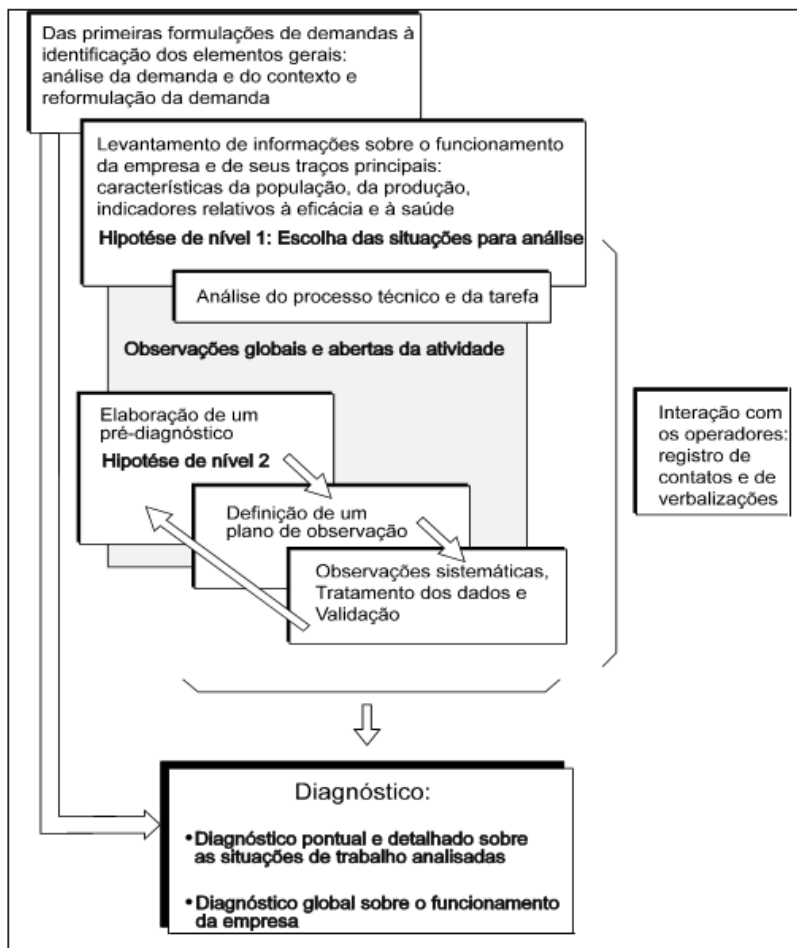 Das primeiras formulações de demandas à
identificação dos elementos gerais:
análise da demanda e do contexto e
reformulação da demanda
Levantamento de informações sobre o funcionamento
da empresa e de seus traços principais:
características da população, da produção,
indicadores relativos à eficácia e à saúde
Hipotése de nível 1: Escolha das situações para análise
Análise do processo técnico e da tarefa
Observações globais e abertas da atividade
Elaboração de um
pré-diagnóstico
Hipotése de nível 2
Definição de um
plano de observação
Observações sistemáticas,
Tratamento dos dados e
Validação
Interação com
os operadores:
registro de
contatos e de
verbalizações
Diagnóstico:
•Diagnóstico pontual e detalhado sobre
as situações de trabalho analisadas
•Diagnóstico global sobre o funcionamento
da empresa